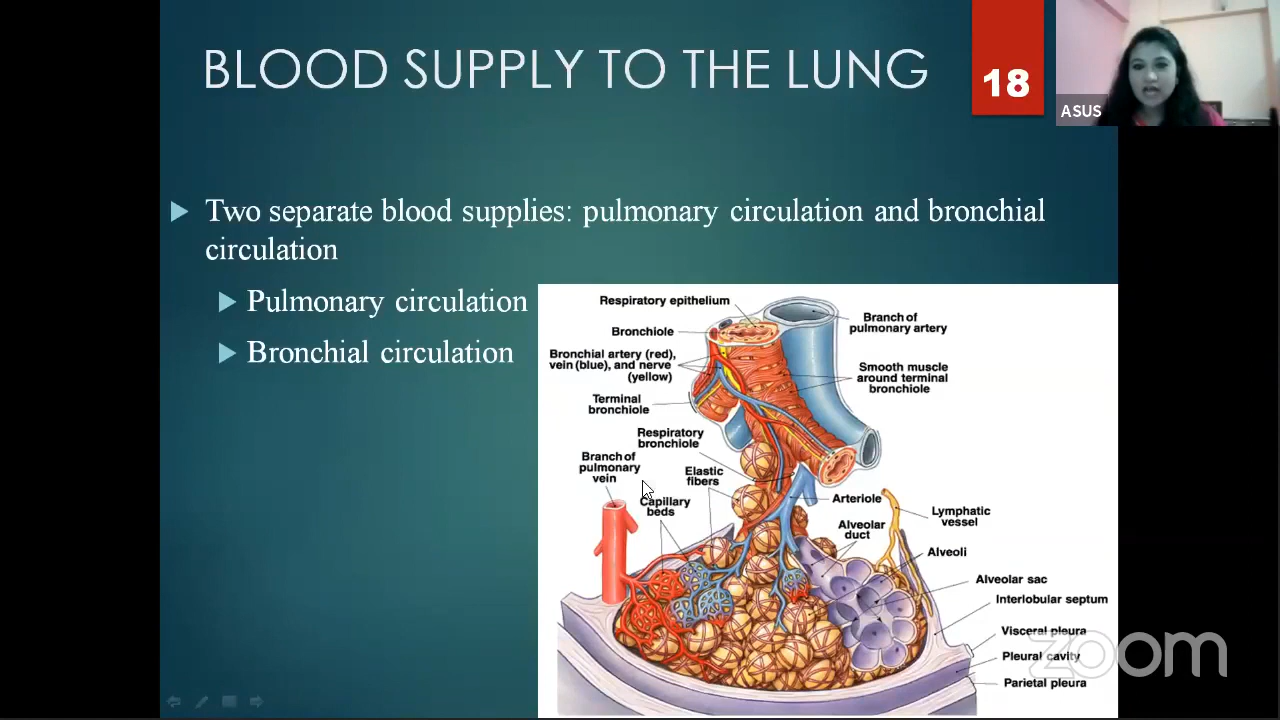 BLOOD SUPPLY TO THE LUNG
18
ASUS
Two separate blood supplies: pulmonary circulation and bronchial
circulation
Pulmonary circulation
Bronchial circulation
Respiratory epithelium
Bronchiole
Bronchial artery (red),
vein (blue), and nerve
(yellow)
Terminal
bronchiole
Respiratory
bronchiole
Branch of
pulmonary
vein
Elastic
fibers
Capillary
beds
Branch of
pulmonary artery
Smooth muscle
around terminal
bronchiole
Arteriole
Lymphatic
vessel
Alveolar
duct
Alveoli
Alveolar sac
Interlobular septum
Visceral pleura
Pleural cavity
Parietal pleura
zoom